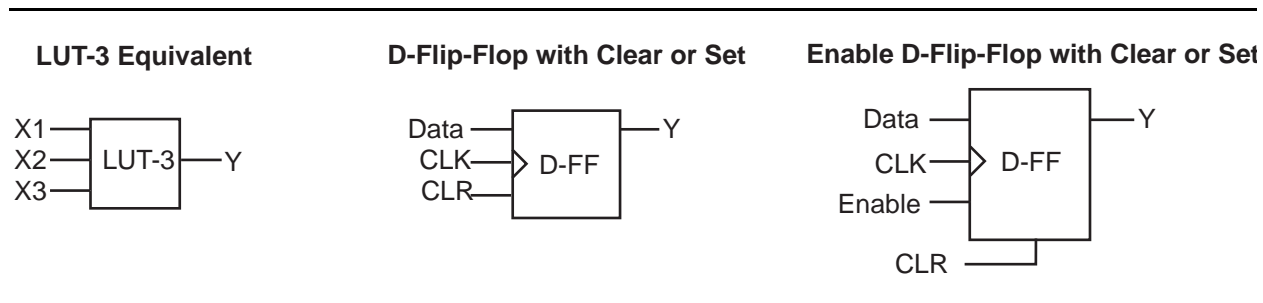 LUT-3 Equivalent
D-Flip-Flop with Clear or Set
Enable D-Flip-Flop with Clear or Set
X1
X2
X3
LUT-3
Y
Data
CLK
CLR
D-FF
Y
Data
CLK
Enable
CLR
D-FF
Y